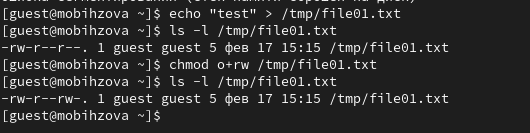 [guest@mobihzova ~]$ echo "test" > /tmp/file01.txt
[guest@mobihzova ~]$ ls -l /tmp/file01.txt
-rw-r--r--. 1 guest guest 5 фев 17 15:15 /tmp/file01.txt
[guest@mobihzova ~]$ chmod o+rw /tmp/file01.txt
[guest@mobihzova ~]$ ls -l /tmp/file01.txt
-rw-r--rw-. 1 guest guest 5 фев 17 15:15 /tmp/file01.txt
[guest@mobihzova ~]$